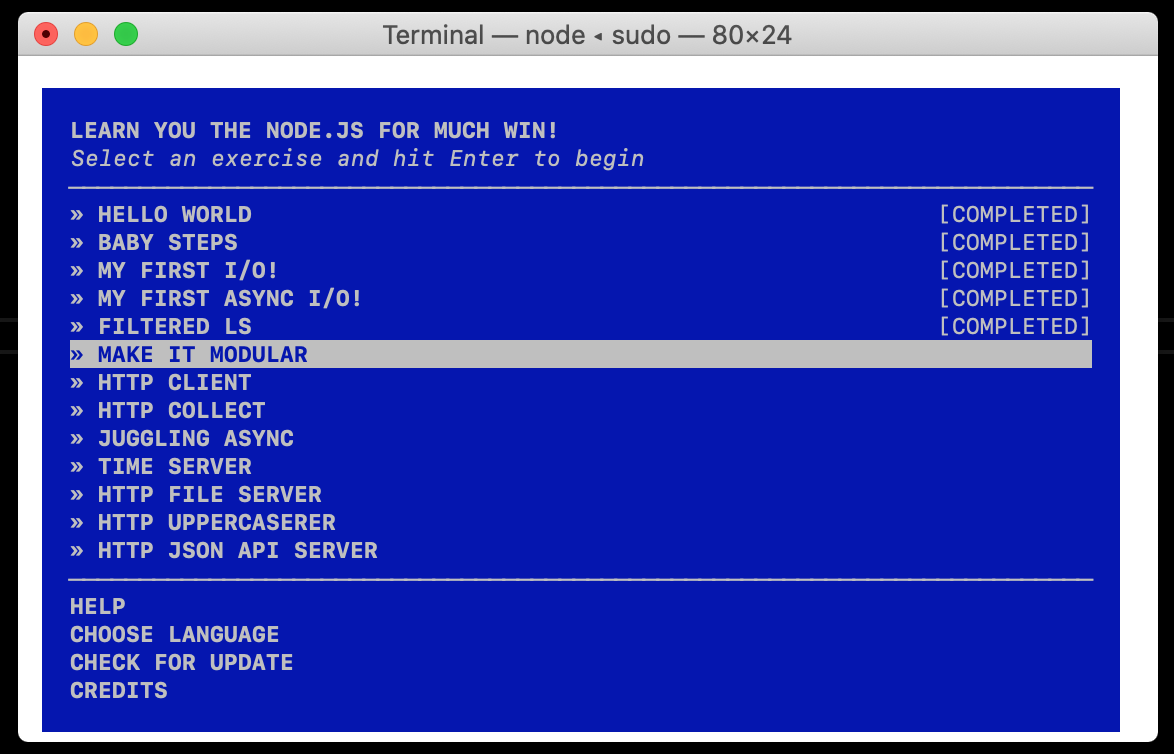 Terminal — node ◂ sudo — 80×24
LEARN YOU THE NODE.JS FOR MUCH WIN!
Select an exercise and hit Enter to begin
» HELLO WORLD [COMPLETED]
» BABY STEPS [COMPLETED]
» MY FIRST I/O! [COMPLETED]
» MY FIRST ASYNC I/O! [COMPLETED]
» FILTERED LS [COMPLETED]
» MAKE IT MODULAR
» HTTP CLIENT
» HTTP COLLECT
» JUGGLING ASYNC
» TIME SERVER
» HTTP FILE SERVER
» HTTP UPPERCASERER
» HTTP JSON API SERVER
HELP
CHOOSE LANGUAGE
CHECK FOR UPDATE
CREDITS